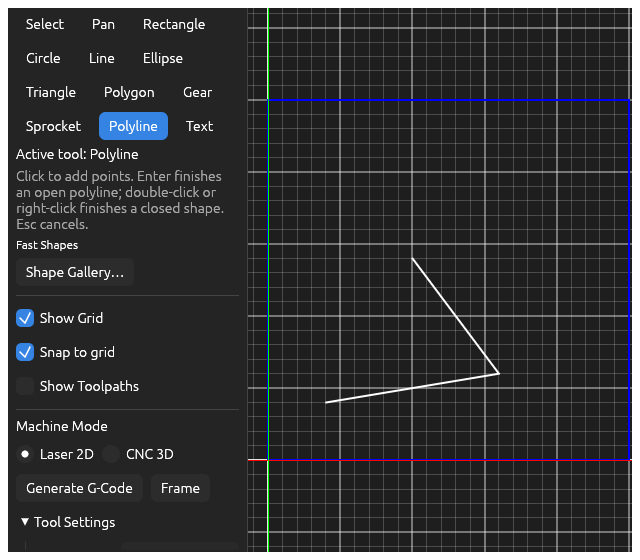 Select Pan Rectangle
Circle Line Ellipse
Triangle Polygon Gear
Sprocket Polyline Text
Active tool: Polyline
Click to add points. Enter finishes
an open polyline; double-click or
right-click finishes a closed shape.
Esc cancels.
Fast Shapes
Shape Gallery...
Show Grid
Snap to grid
Show Toolpaths
Machine Mode
Laser 2D CNC 3D
Generate G-Code Frame
Tool Settings